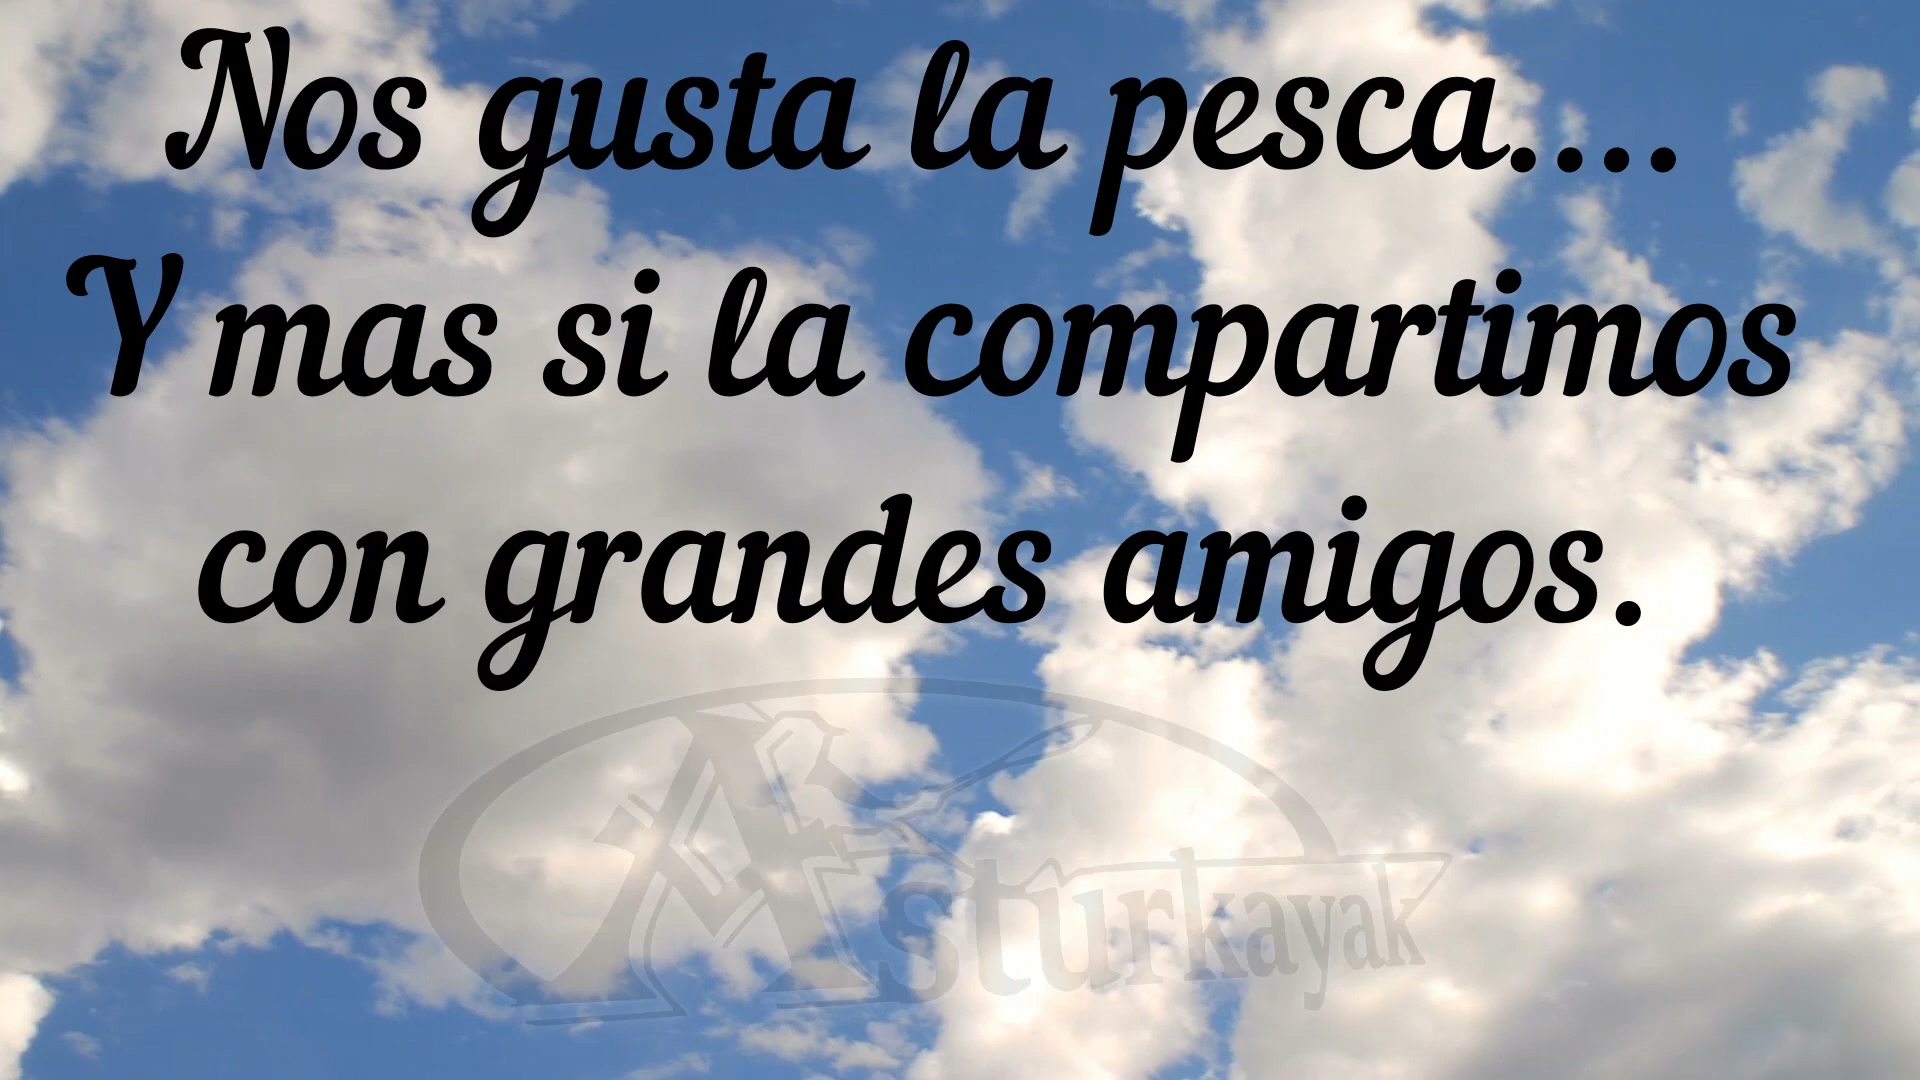 Nos gusta la pesca....
Y mas si la compartimos
con grandes amigos.
Asturkayak